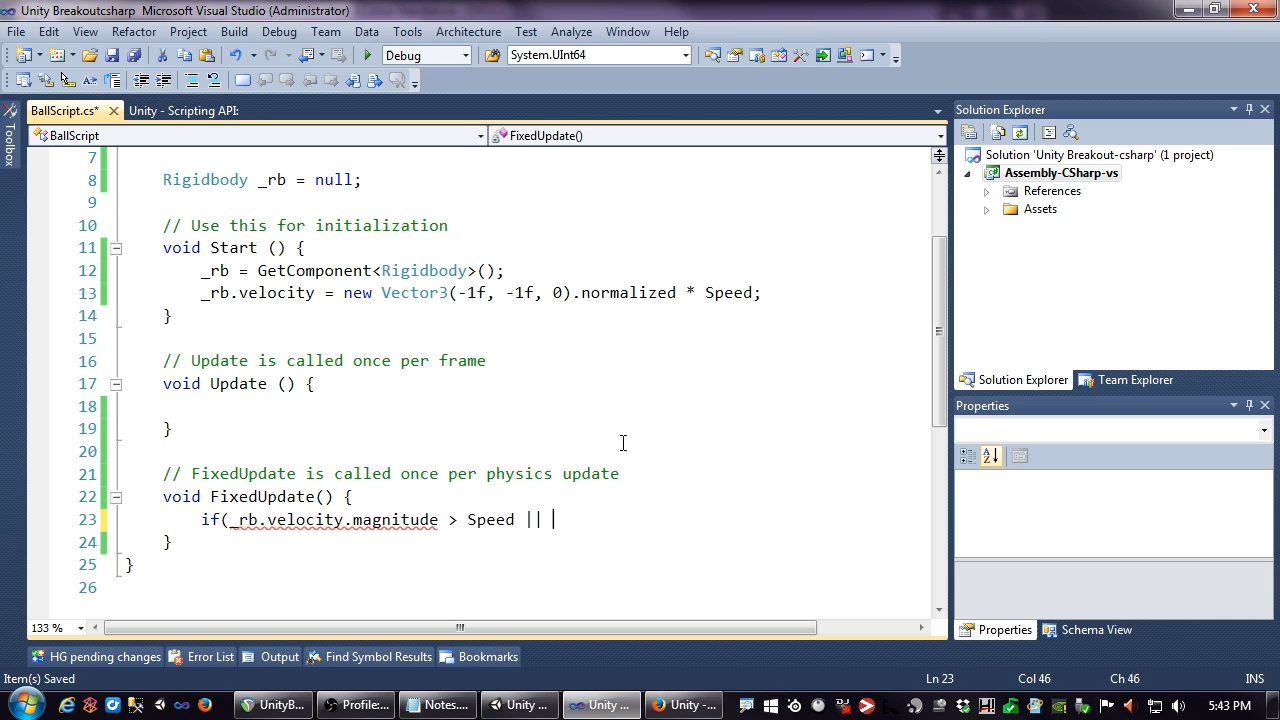 Unity Breakoutcsharp - Microsoft Visual Studio (Administrator)
File Edit View Refactor Project Build Debug Team Data Tools Architecture Test Analyze Window Help
Debug System.UInt64
BallScript.cs* Unity - Scripting API:
BallScript FixedUpdate()
Toolbox
7
8 Rigidbody _rb = null;
9
10 // Use this for initialization
11 void Start () {
12 _rb = GetComponent<Rigidbody>();
13 _rb.velocity = new Vector3(-1f, -1f, 0).normalized * Speed;
14 }
15
16 // Update is called once per frame
17 void Update () {
18
19 }
20
21 // FixedUpdate is called once per physics update
22 void FixedUpdate() {
23 if(_rb.velocity.magnitude > Speed ||
24 }
25 }
26
133 %
Solution Explorer
Solution 'Unity Breakout-csharp' (1 project)
Assembly-CSharp-vs
References
Assets
Solution Explorer Team Explorer
Properties
Properties Schema View
HG pending changes Error List Output Find Symbol Results Bookmarks
Item(s) Saved Ln 23 Col 46 Ch 46 INS
UnityB... Profile:... Notes.... Unity ... Unity ... Unity -... 5:43 PM